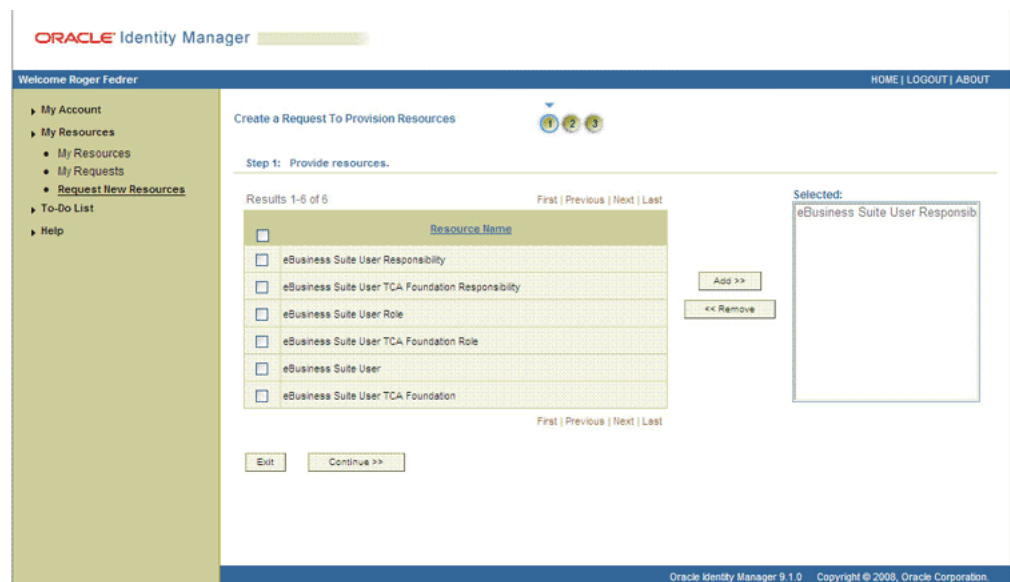 ORACLE Identity Manager
Welcome Roger Fedrer
HOME | LOGOUT | ABOUT
My Account
My Resources
My Resources
My Requests
Request New Resources
To-Do List
Help
Create a Request To Provision Resources
1 2 3
Step 1: Provide resources.
Results 1-6 of 6
First | Previous | Next | Last
Resource Name
eBusiness Suite User Responsibility
eBusiness Suite User TCA Foundation Responsibility
eBusiness Suite User Role
eBusiness Suite User TCA Foundation Role
eBusiness Suite User
eBusiness Suite User TCA Foundation
First | Previous | Next | Last
Add >>
<< Remove
Selected:
eBusiness Suite User Responsib
Exit
Continue >>
Oracle Identity Manager 9.1.0 Copyright © 2008, Oracle Corporation.